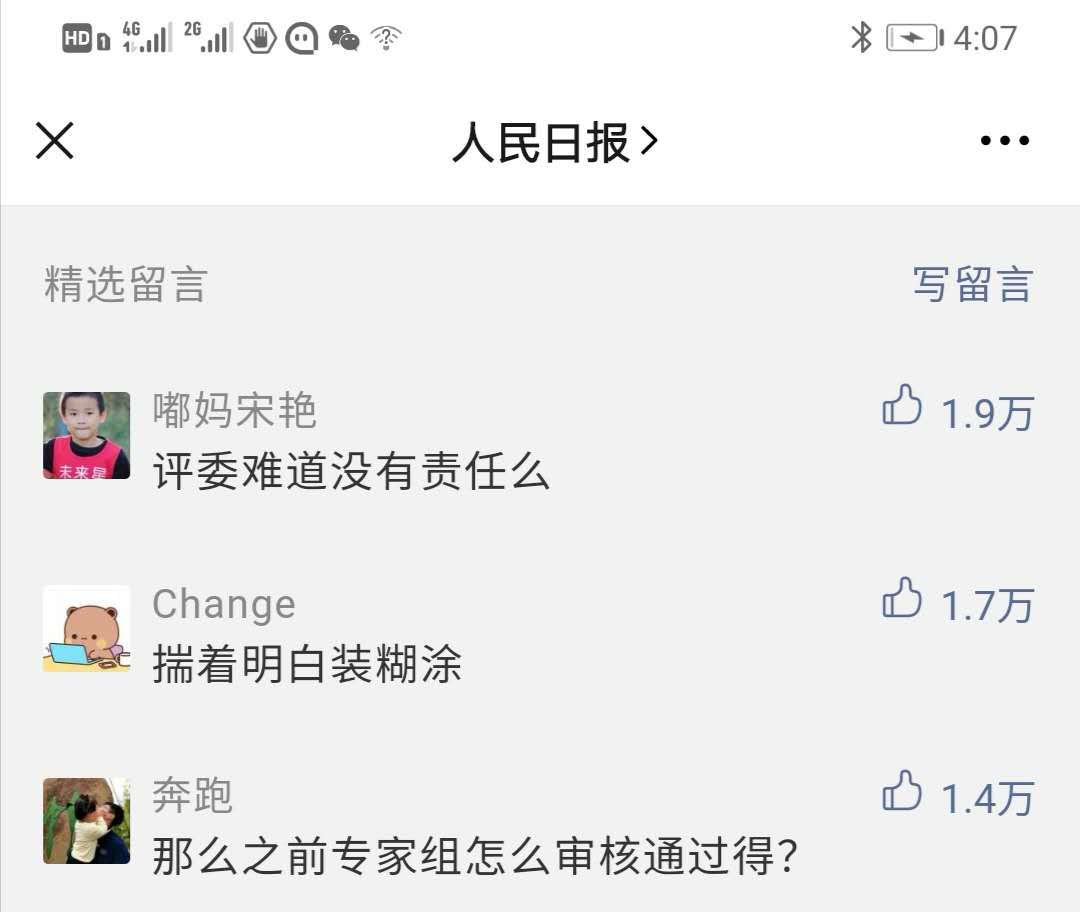 HD 1 4G 2G 4:07
人民日报
精选留言 写留言
嘟妈宋艳 1.9万
评委难道没有责任么
未来星
Change 1.7万
揣着明白装糊涂
奔跑 1.4万
那么之前专家组怎么审核通过得？